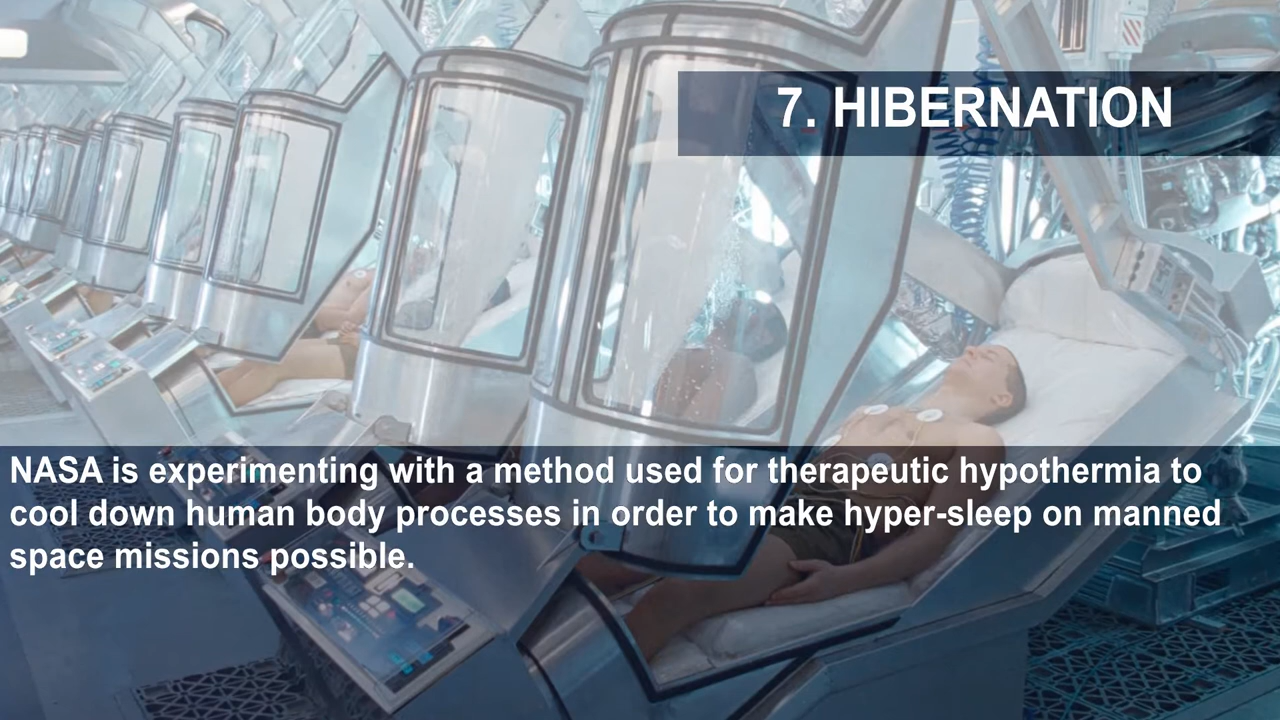 7. HIBERNATION
NASA is experimenting with a method used for therapeutic hypothermia to
cool down human body processes in order to make hyper-sleep on manned
space missions possible.